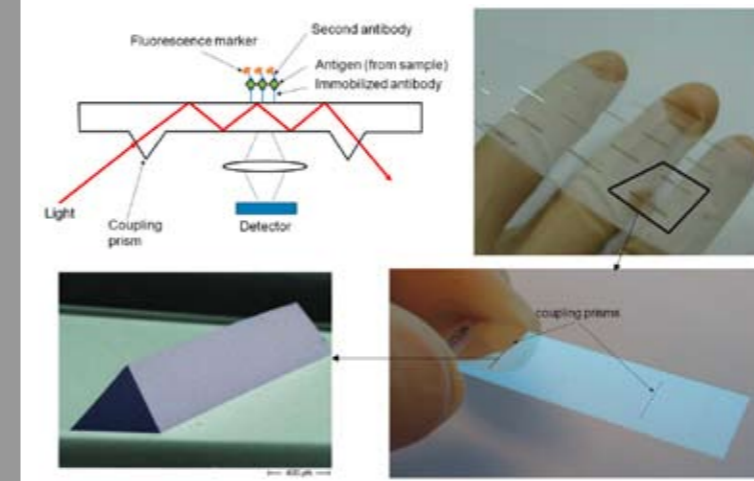 Second antibody
Fluorescence marker
Antigen (from sample)
Immobilized antibody
Light
Coupling
prism
Detector
coupling prisms